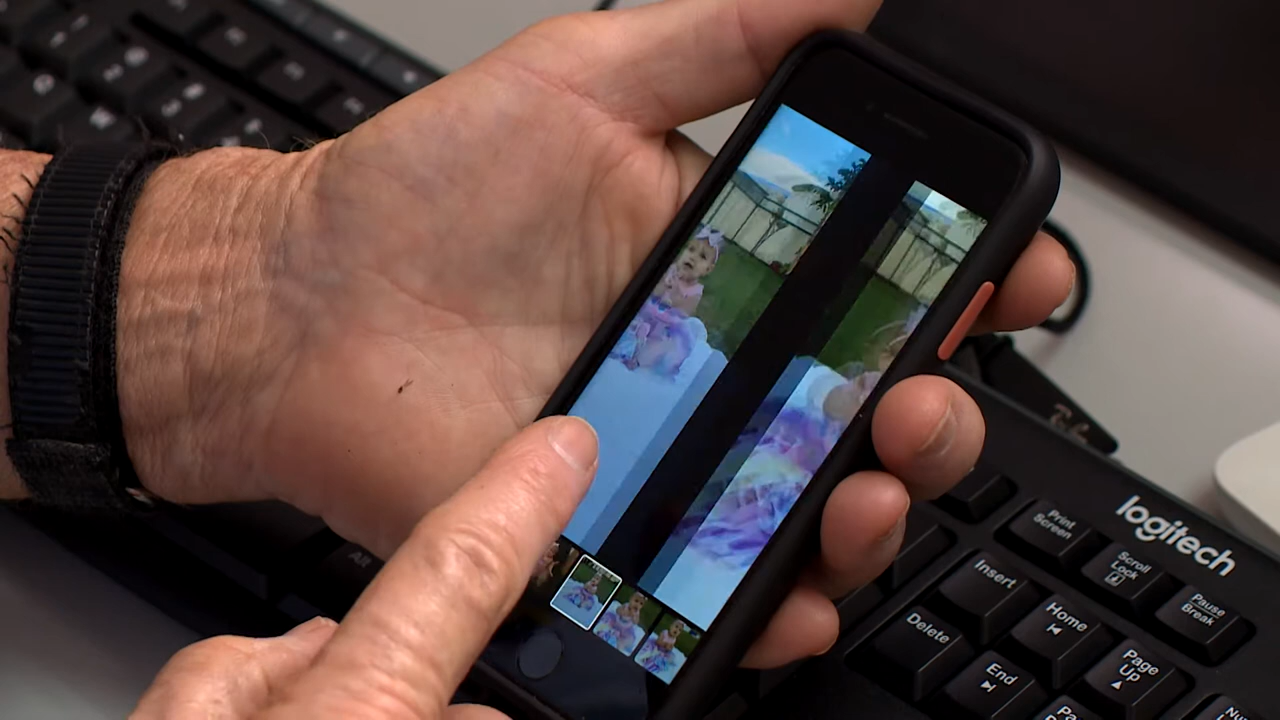 logitech
Print
Screen
Scroll
Lock
Pause
Break
Insert
Home
Page
Up
Delete
End